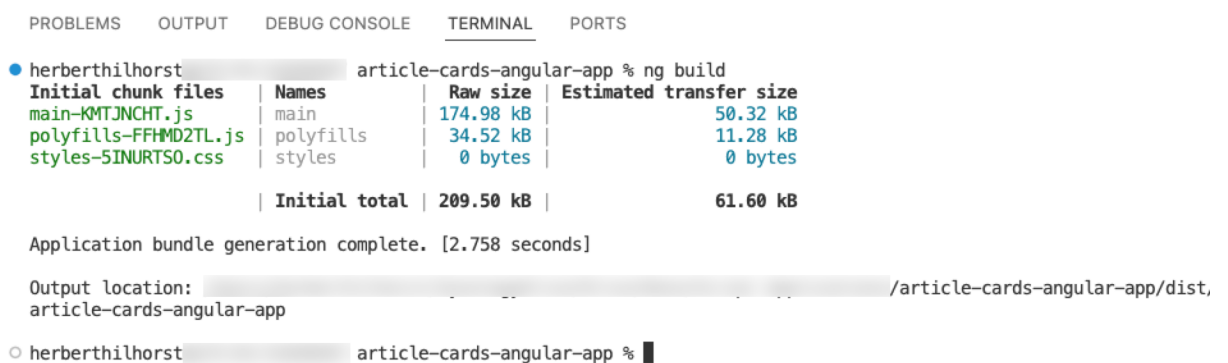 PROBLEMS OUTPUT DEBUG CONSOLE TERMINAL PORTS
herberthilhorst article-cards-angular-app % ng build
Initial chunk files | Names | Raw size | Estimated transfer size
main-KMTJNCHT.js | main | 174.98 kB | 50.32 kB
polyfills-FFHMD2TL.js | polyfills | 34.52 kB | 11.28 kB
styles-5INURTSO.css | styles | 0 bytes | 0 bytes
| Initial total | 209.50 kB | 61.60 kB
Application bundle generation complete. [2.758 seconds]
Output location: /article-cards-angular-app/dist/
article-cards-angular-app
herberthilhorst article-cards-angular-app %